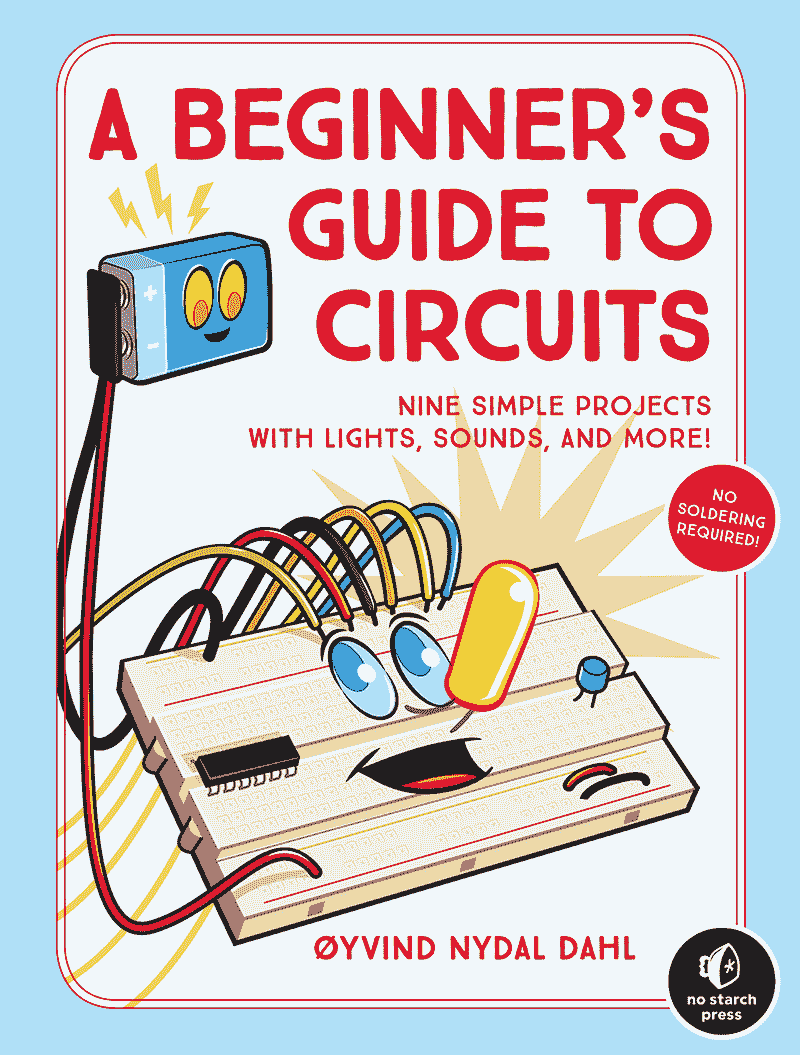 A BEGINNER'S
GUIDE TO
CIRCUITS
NINE SIMPLE PROJECTS
WITH LIGHTS, SOUNDS, AND MORE!
NO
SOLDERING
REQUIRED!
+
-
ØYVIND NYDAL DAHL
no starch
press